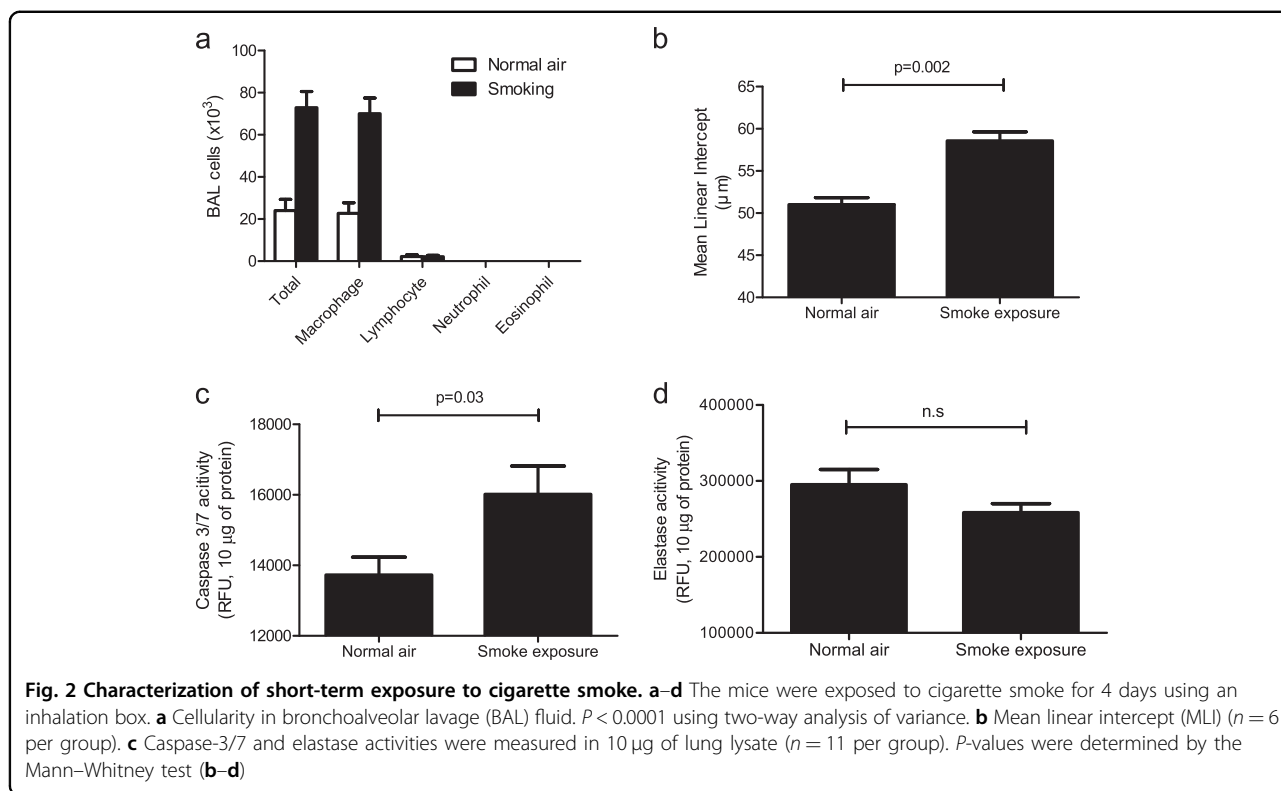 a
100
80
60
40
20
0
BAL cells (x10³)
Normal air
Smoking
Total
Macrophage
Lymphocyte
Neutrophil
Eosinophil
b
p=0.002
65
60
55
50
45
40
Mean Linear Intercept
(µm)
Normal air
Smoke exposure
c
p=0.03
18000
16000
14000
12000
Caspase 3/7 acitivity
(RFU, 10 µg of protein)
Normal air
Smoke exposure
d
n.s
400000
300000
200000
100000
Elastase acitivity
(RFU, 10 µg of protein)
Normal air
Smoke exposure
Fig. 2 Characterization of short-term exposure to cigarette smoke. a–d The mice were exposed to cigarette smoke for 4 days using an
inhalation box. a Cellularity in bronchoalveolar lavage (BAL) fluid. P < 0.0001 using two-way analysis of variance. b Mean linear intercept (MLI) (n = 6
per group). c Caspase-3/7 and elastase activities were measured in 10 µg of lung lysate (n = 11 per group). P-values were determined by the
Mann–Whitney test (b–d)